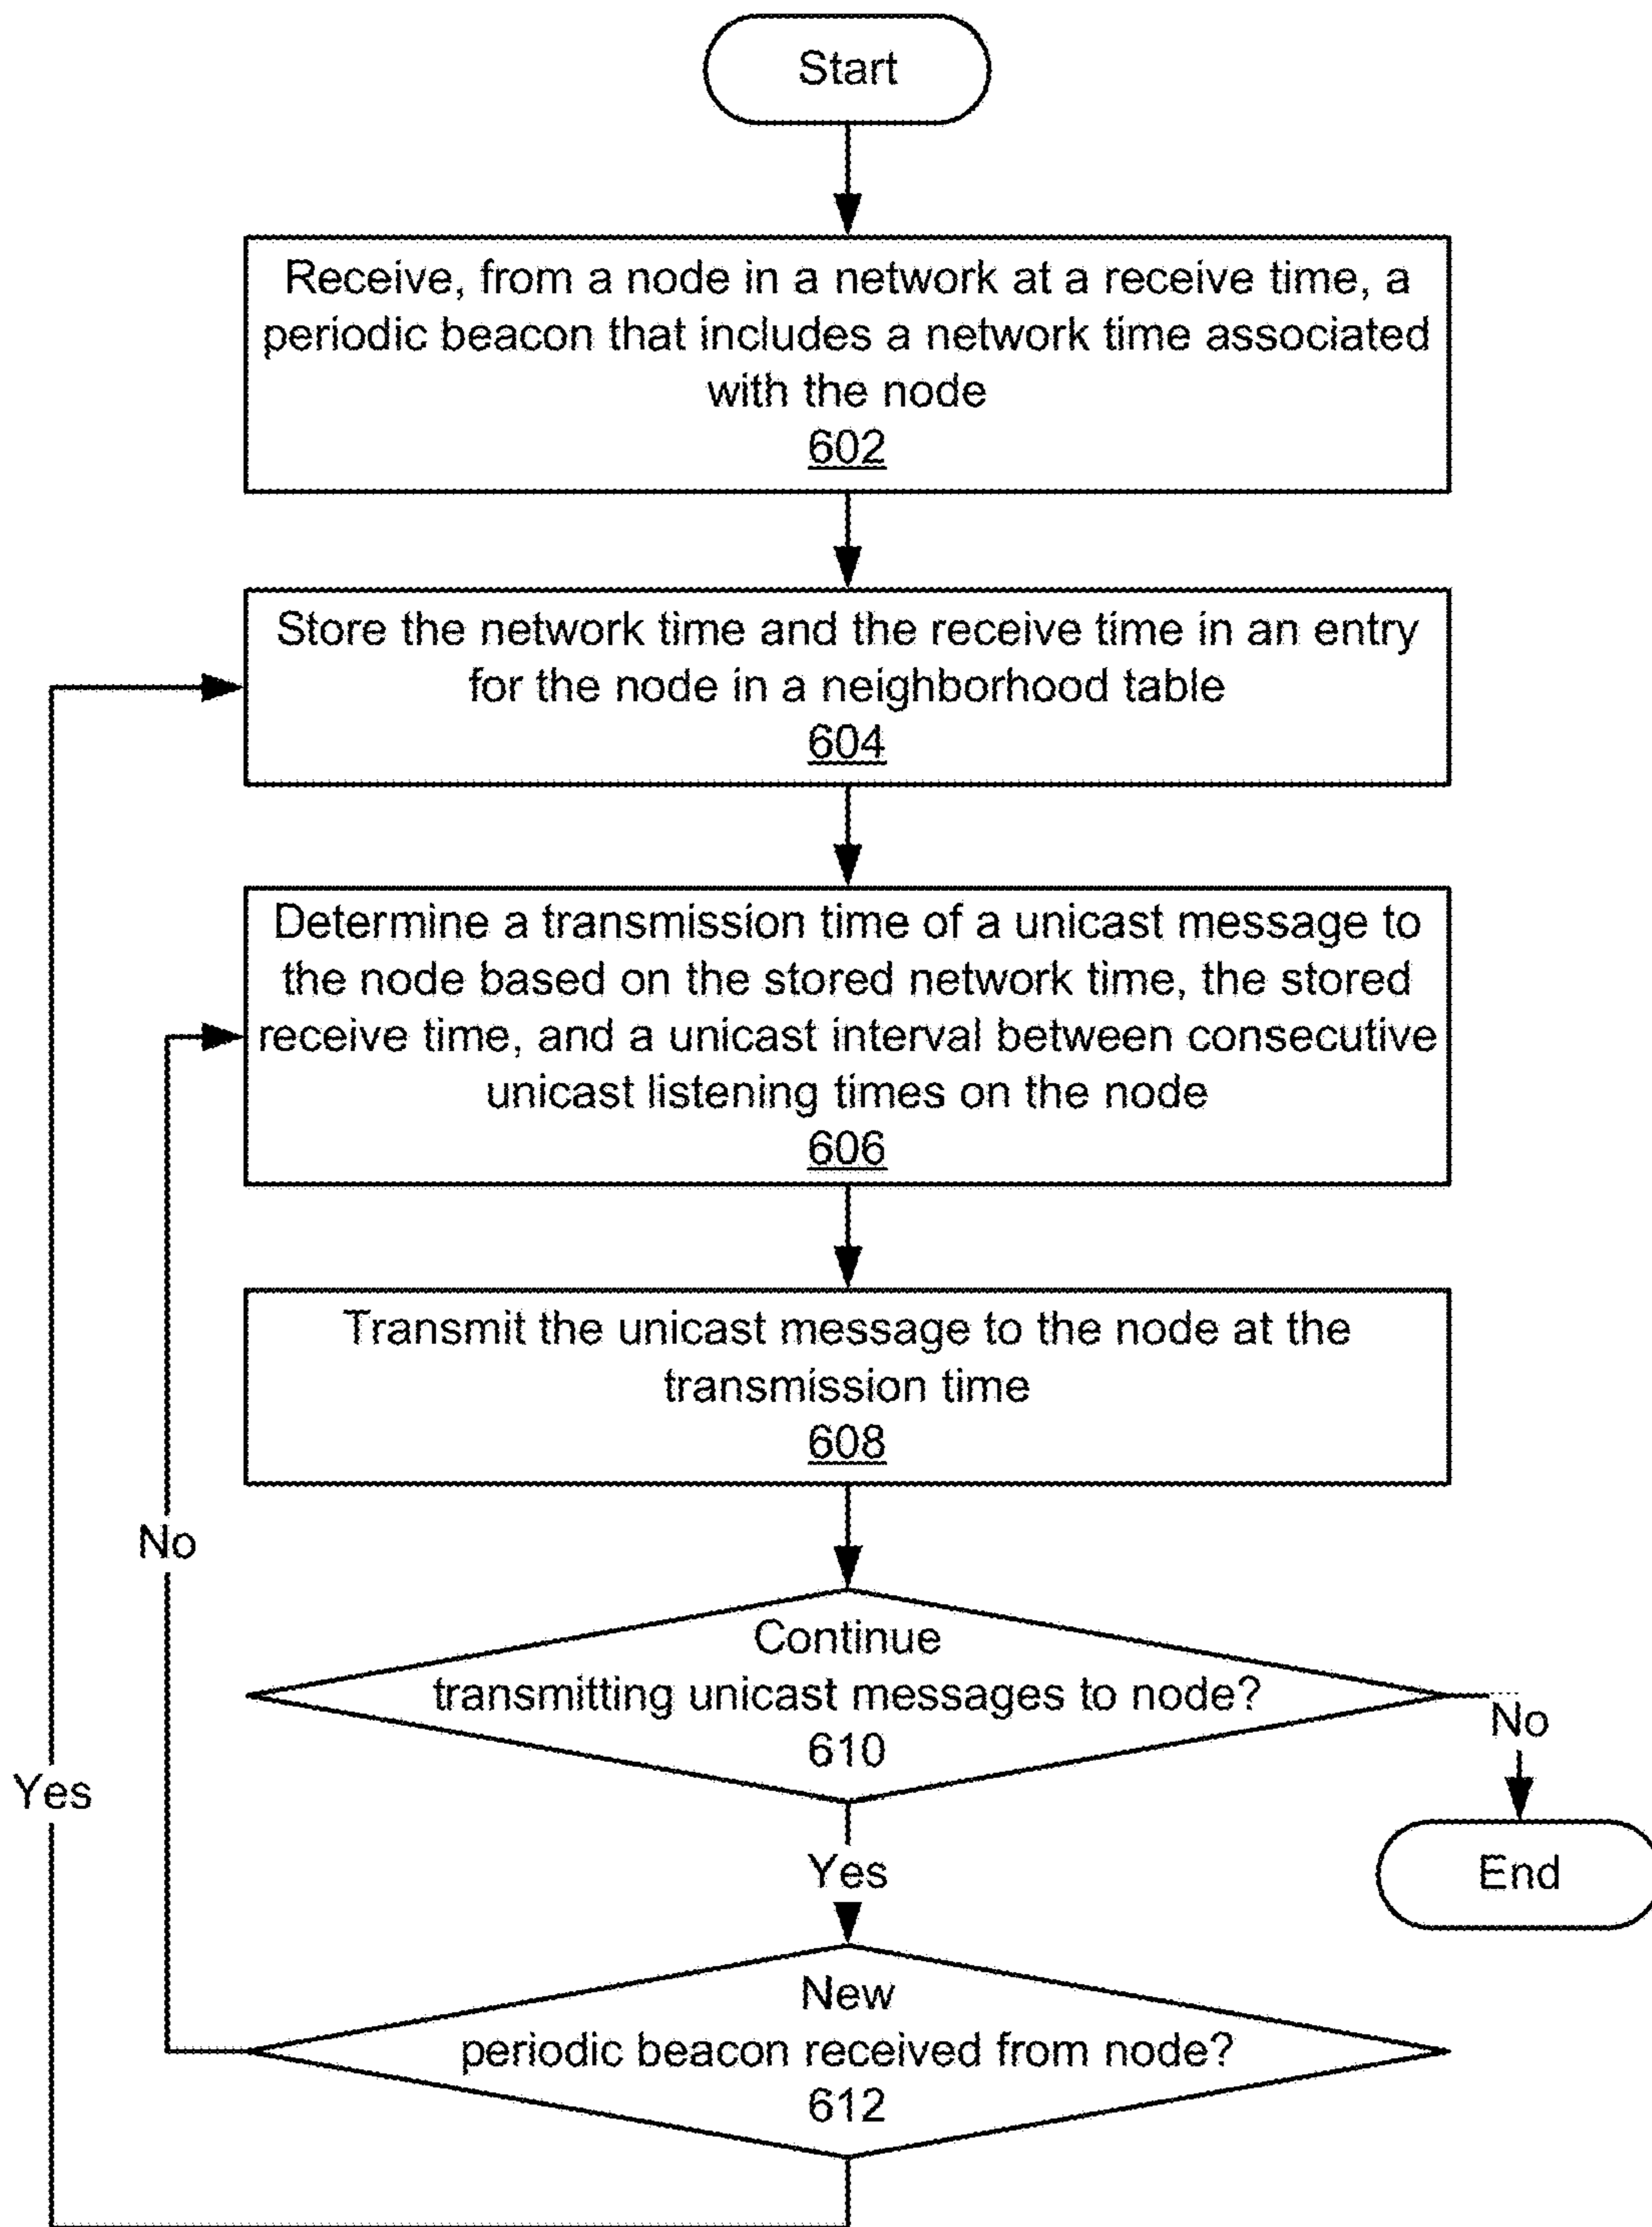 Start
Receive, from a node in a network at a receive time, a
periodic beacon that includes a network time associated
with the node
602
Store the network time and the receive time in an entry
for the node in a neighborhood table
604
Determine a transmission time of a unicast message to
the node based on the stored network time, the stored
receive time, and a unicast interval between consecutive
unicast listening times on the node
606
Transmit the unicast message to the node at the
transmission time
608
No
Continue
transmitting unicast messages to node?
610
No
Yes
Yes
End
New
periodic beacon received from node?
612